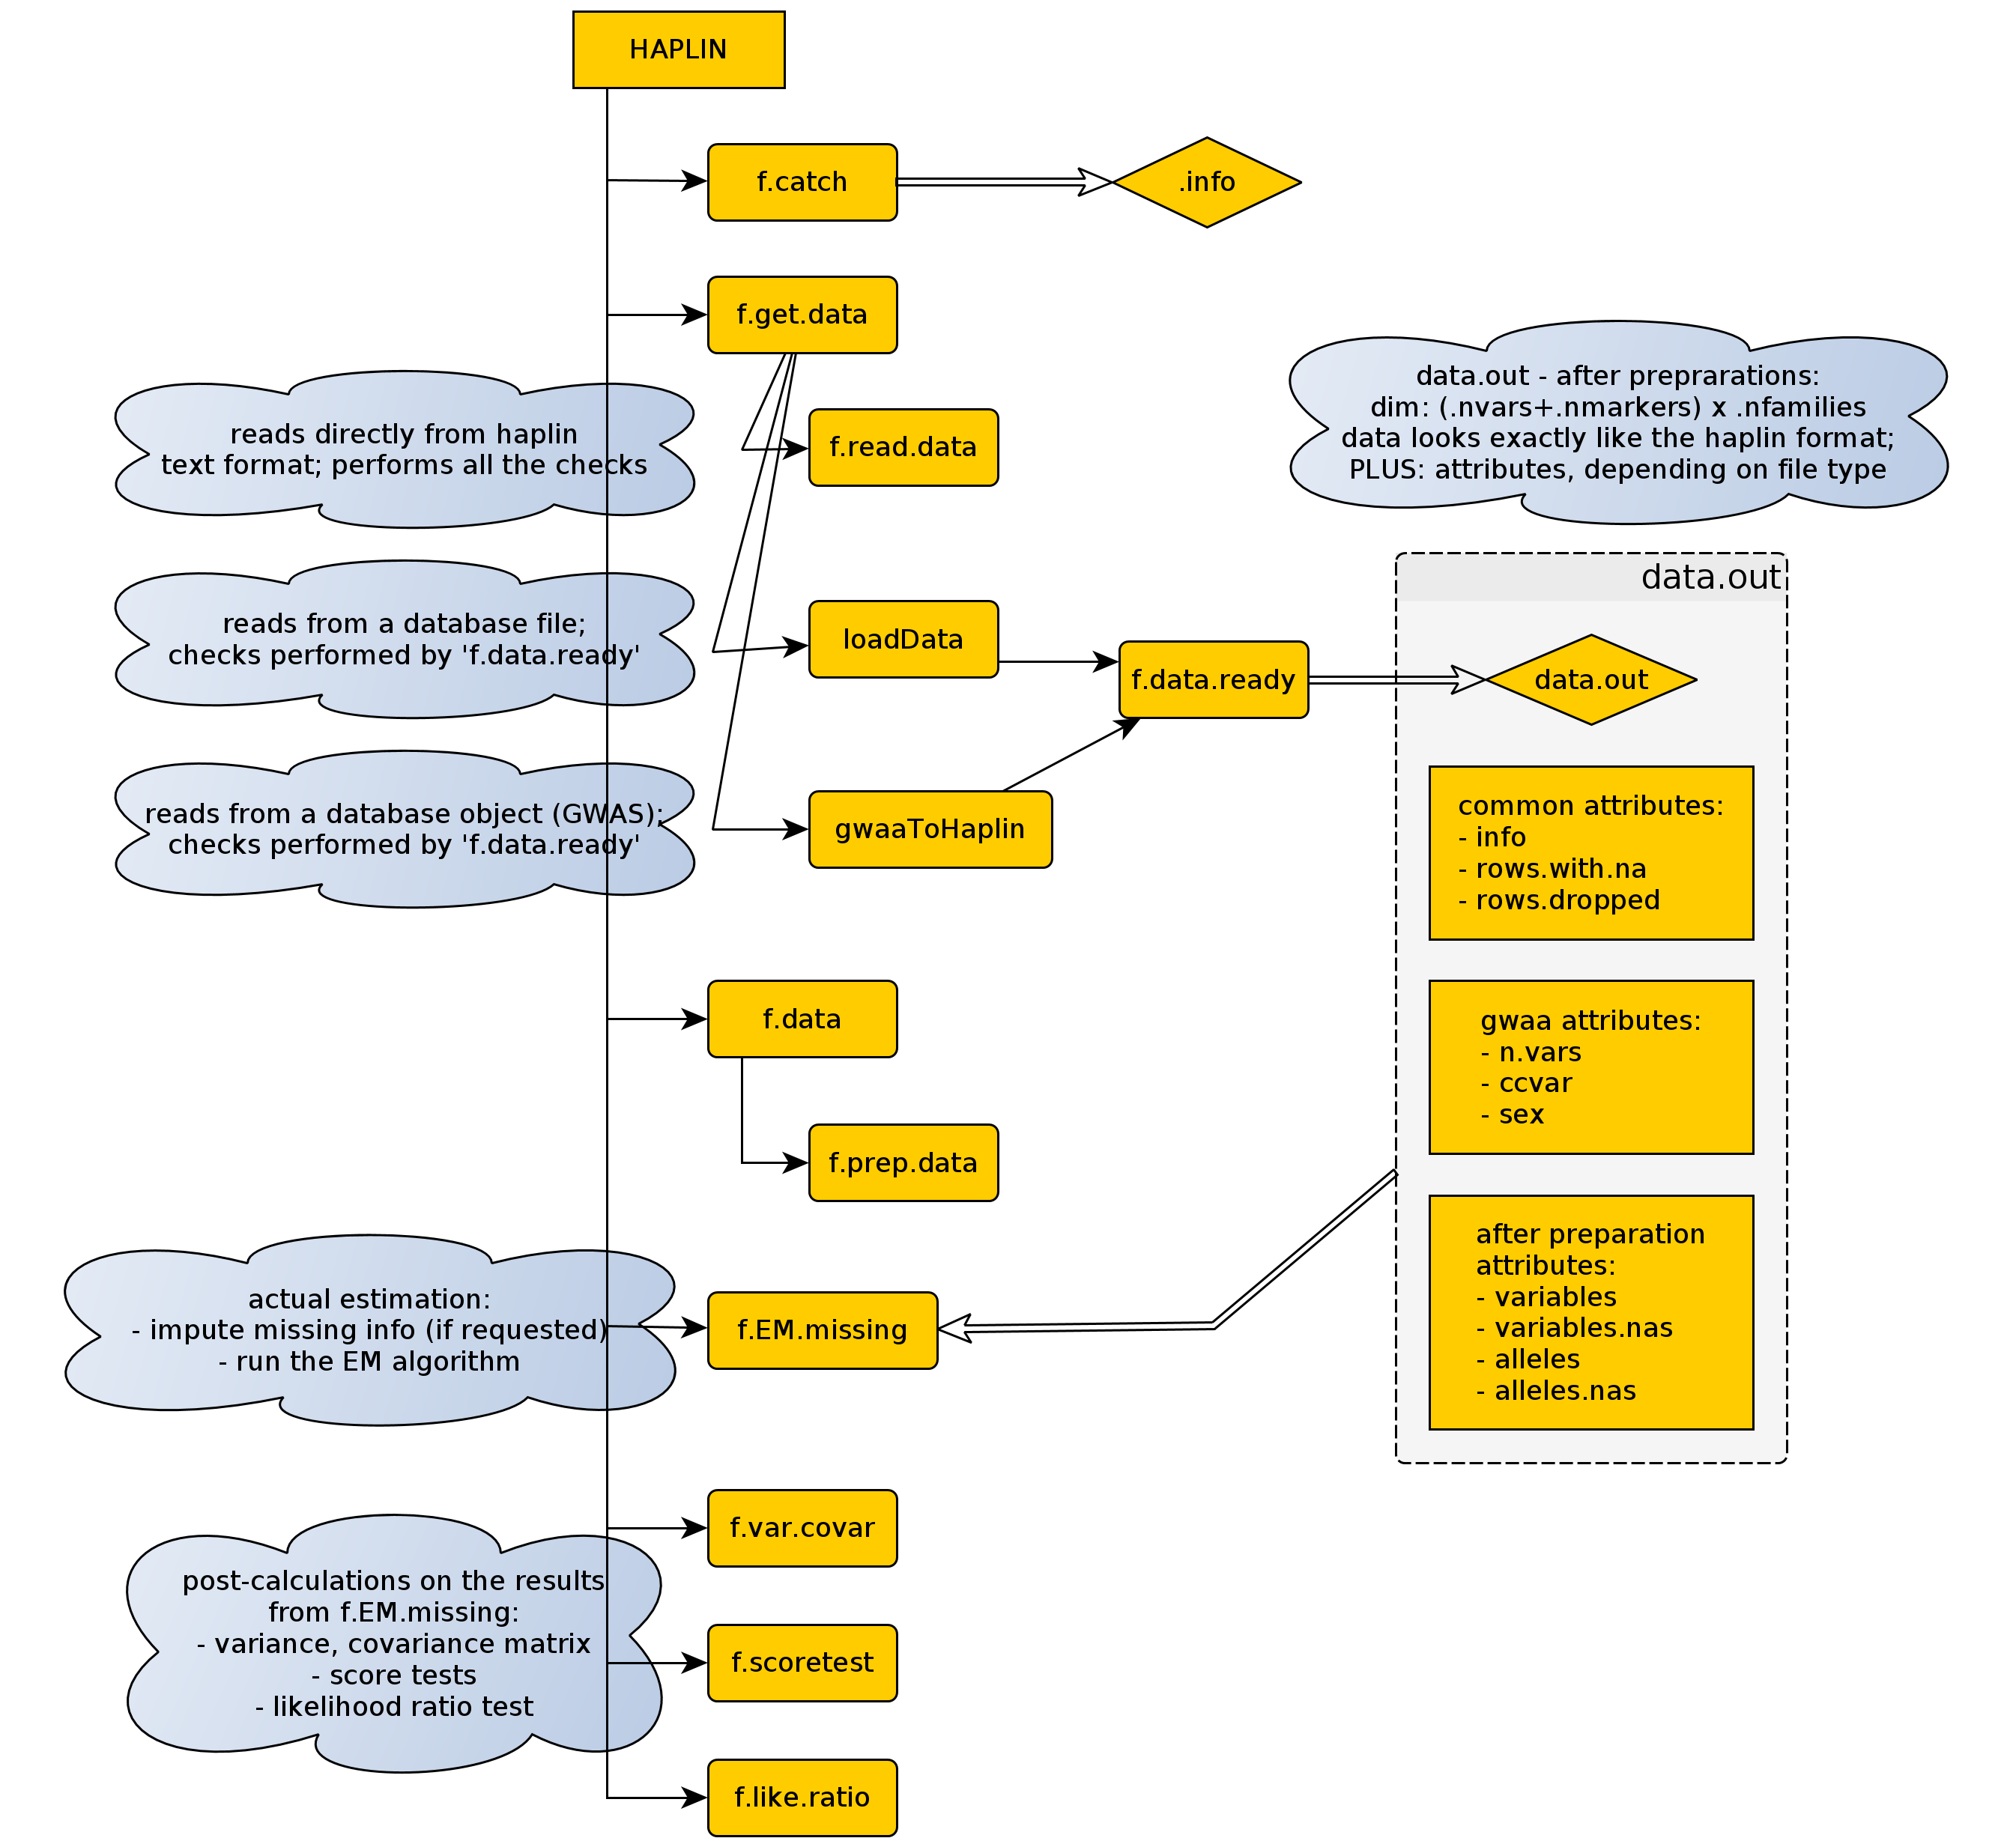 HAPLIN
f.catch
.info
f.get.data
reads directly from haplin
text format; performs all the checks
f.read.data
data.out - after preprarations:
dim: (.nvars+.nmarkers) x .nfamilies
data looks exactly like the haplin format;
PLUS: attributes, depending on file type
reads from a database file;
checks performed by 'f.data.ready'
loadData
f.data.ready
data.out
data.out
reads from a database object (GWAS);
checks performed by 'f.data.ready'
gwaaToHaplin
common attributes:
- info
- rows.with.na
- rows.dropped
f.data
gwaa attributes:
- n.vars
- ccvar
- sex
f.prep.data
after preparation
attributes:
- variables
- variables.nas
- alleles
- alleles.nas
actual estimation:
- impute missing info (if requested)
- run the EM algorithm
f.EM.missing
f.var.covar
post-calculations on the results
from f.EM.missing:
- variance, covariance matrix
- score tests
- likelihood ratio test
f.scoretest
f.like.ratio